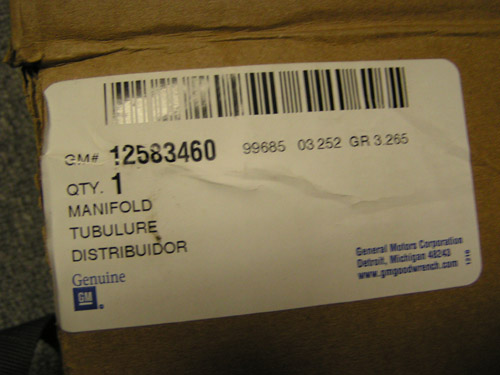 GM# 12583460 99685 03.252 GR 3.265
QTY. 1
MANIFOLD
TUBULURE
DISTRIBUIDOR
Genuine
GM
General Motors Corporation
Detroit, Michigan 48243
www.gmgoodwrench.com